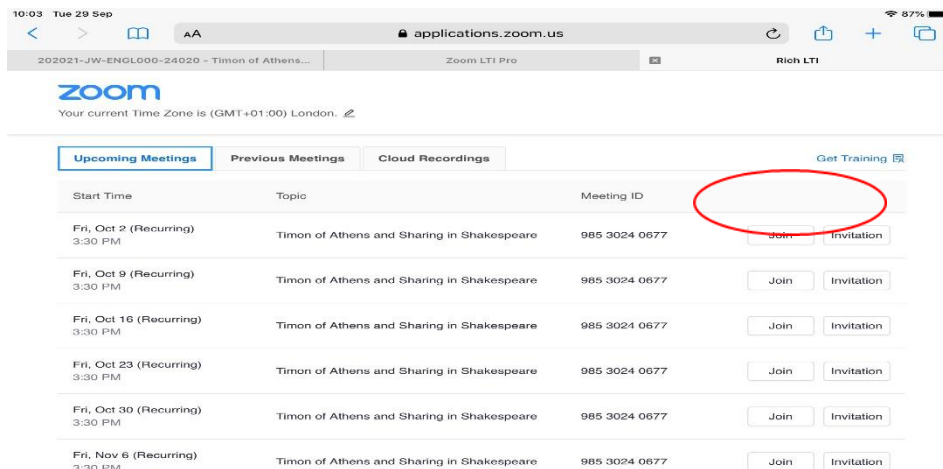 10:03 Tue 29 Sep 87%
AA applications.zoom.us
202021-JW-ENGL000-24020 - Timon of Athens... Zoom LTI Pro Rich LTI
zoom
Your current Time Zone is (GMT+01:00) London.
Upcoming Meetings Previous Meetings Cloud Recordings Get Training
Start Time Topic Meeting ID
Fri, Oct 2 (Recurring)
3:30 PM
Timon of Athens and Sharing in Shakespeare 985 3024 0677 Join Invitation
Fri, Oct 9 (Recurring)
3:30 PM
Timon of Athens and Sharing in Shakespeare 985 3024 0677 Join Invitation
Fri, Oct 16 (Recurring)
3:30 PM
Timon of Athens and Sharing in Shakespeare 985 3024 0677 Join Invitation
Fri, Oct 23 (Recurring)
3:30 PM
Timon of Athens and Sharing in Shakespeare 985 3024 0677 Join Invitation
Fri, Oct 30 (Recurring)
3:30 PM
Timon of Athens and Sharing in Shakespeare 985 3024 0677 Join Invitation
Fri, Nov 6 (Recurring)
3:30 PM
Timon of Athens and Sharing in Shakespeare 985 3024 0677 Join Invitation